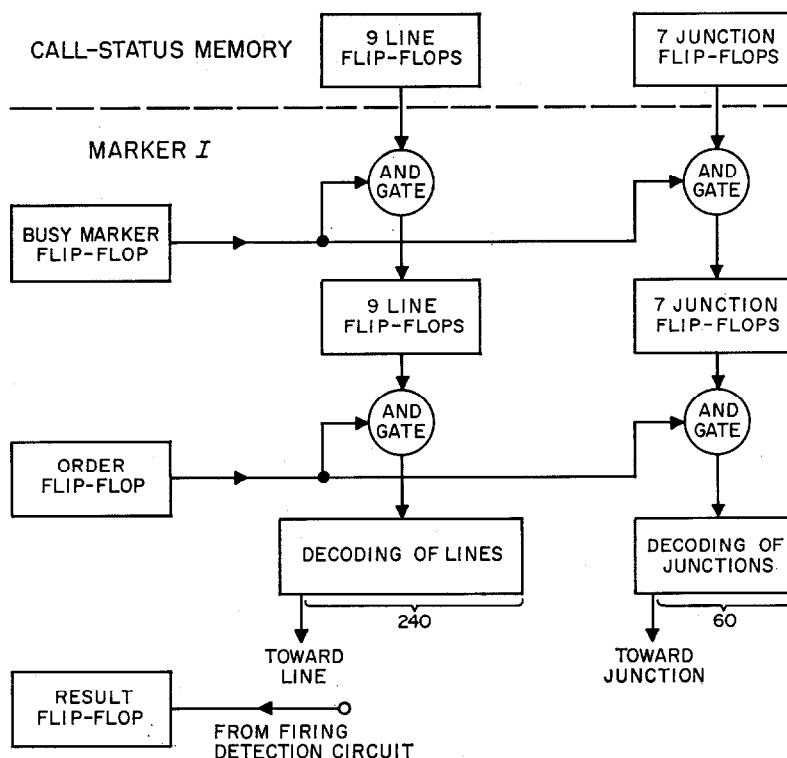 CALL-STATUS MEMORY
9 LINE
FLIP-FLOPS
7 JUNCTION
FLIP-FLOPS
MARKER I
AND
GATE
AND
GATE
BUSY MARKER
FLIP-FLOP
9 LINE
FLIP-FLOPS
7 JUNCTION
FLIP-FLOPS
AND
GATE
AND
GATE
ORDER
FLIP-FLOP
DECODING OF LINES
DECODING OF
JUNCTIONS
240
60
TOWARD
LINE
TOWARD
JUNCTION
RESULT
FLIP-FLOP
FROM FIRING
DETECTION CIRCUIT